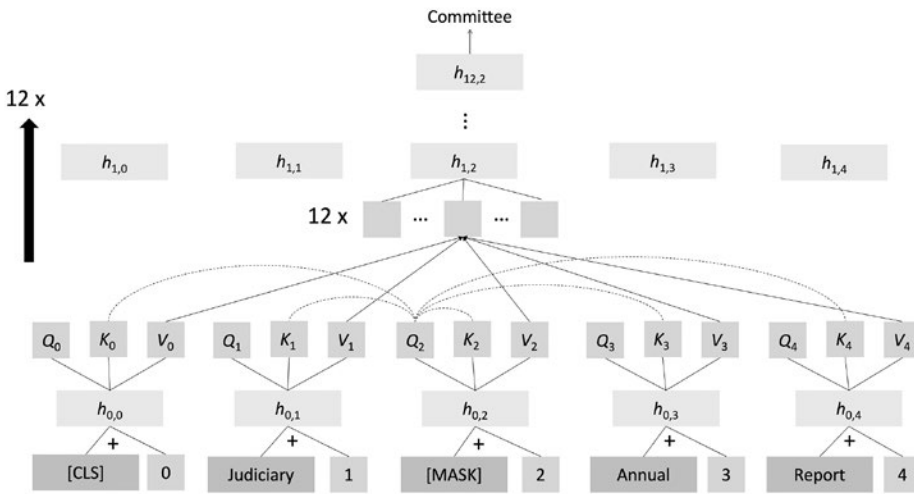 Committee
h12,2
12 x
⋮
h1,0 h1,1 h1,2 h1,3 h1,4
12 x ... ...
Q0 K0 V0 Q1 K1 V1 Q2 K2 V2 Q3 K3 V3 Q4 K4 V4
h0,0 h0,1 h0,2 h0,3 h0,4
+ + + + +
[CLS] 0 Judiciary 1 [MASK] 2 Annual 3 Report 4